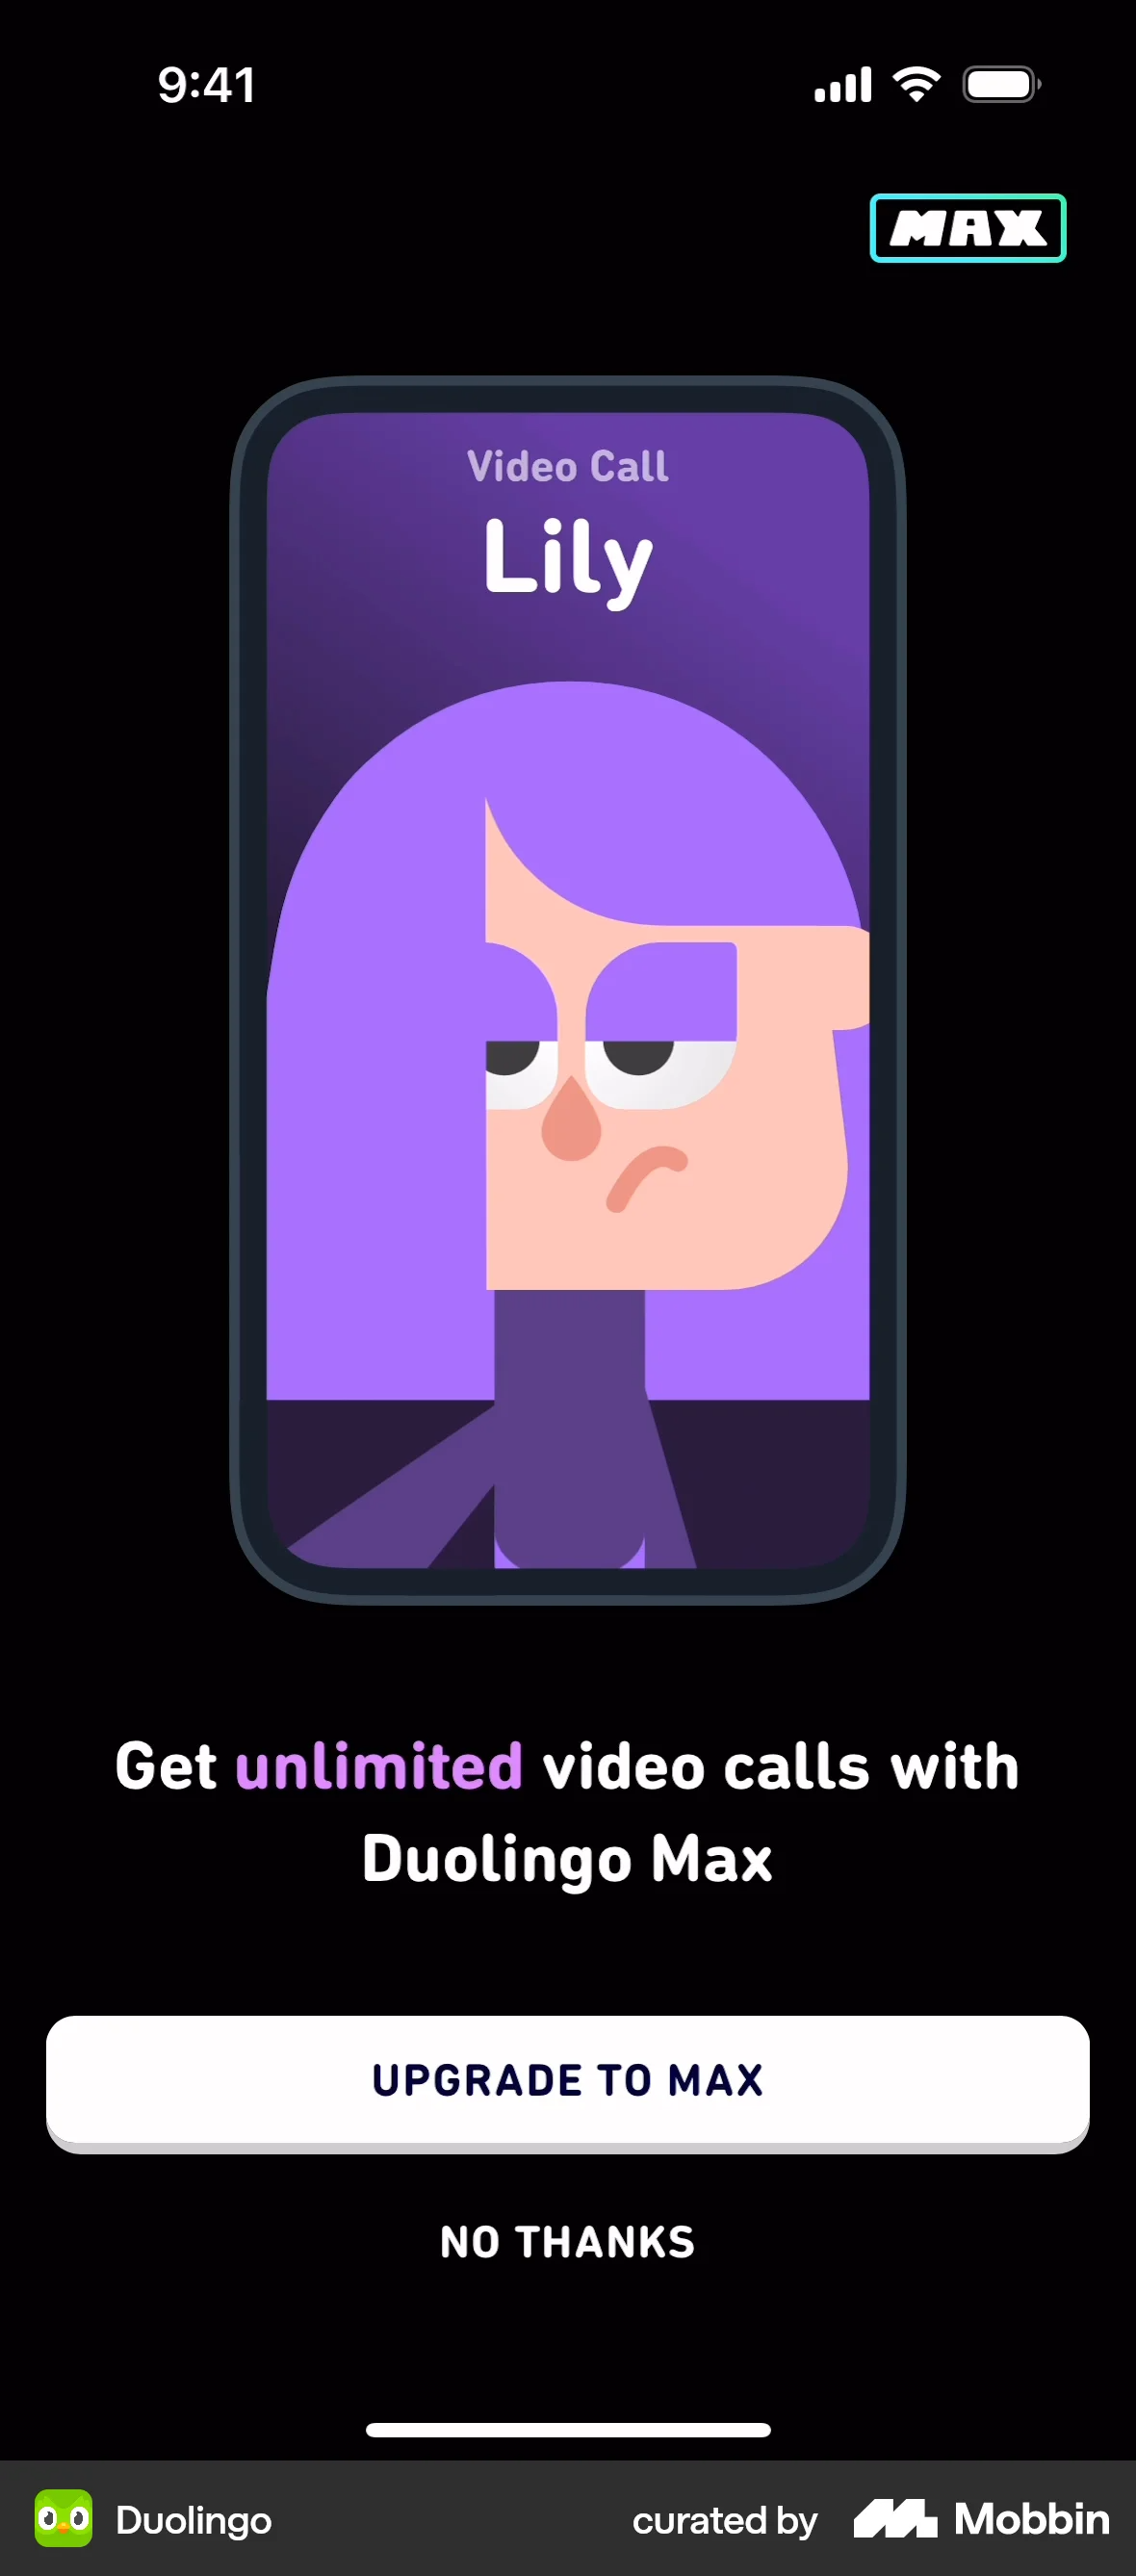 9:41
MAX
Video Call
Lily
Get unlimited video calls with
Duolingo Max
UPGRADE TO MAX
NO THANKS
Duolingo
curated by Mobbin